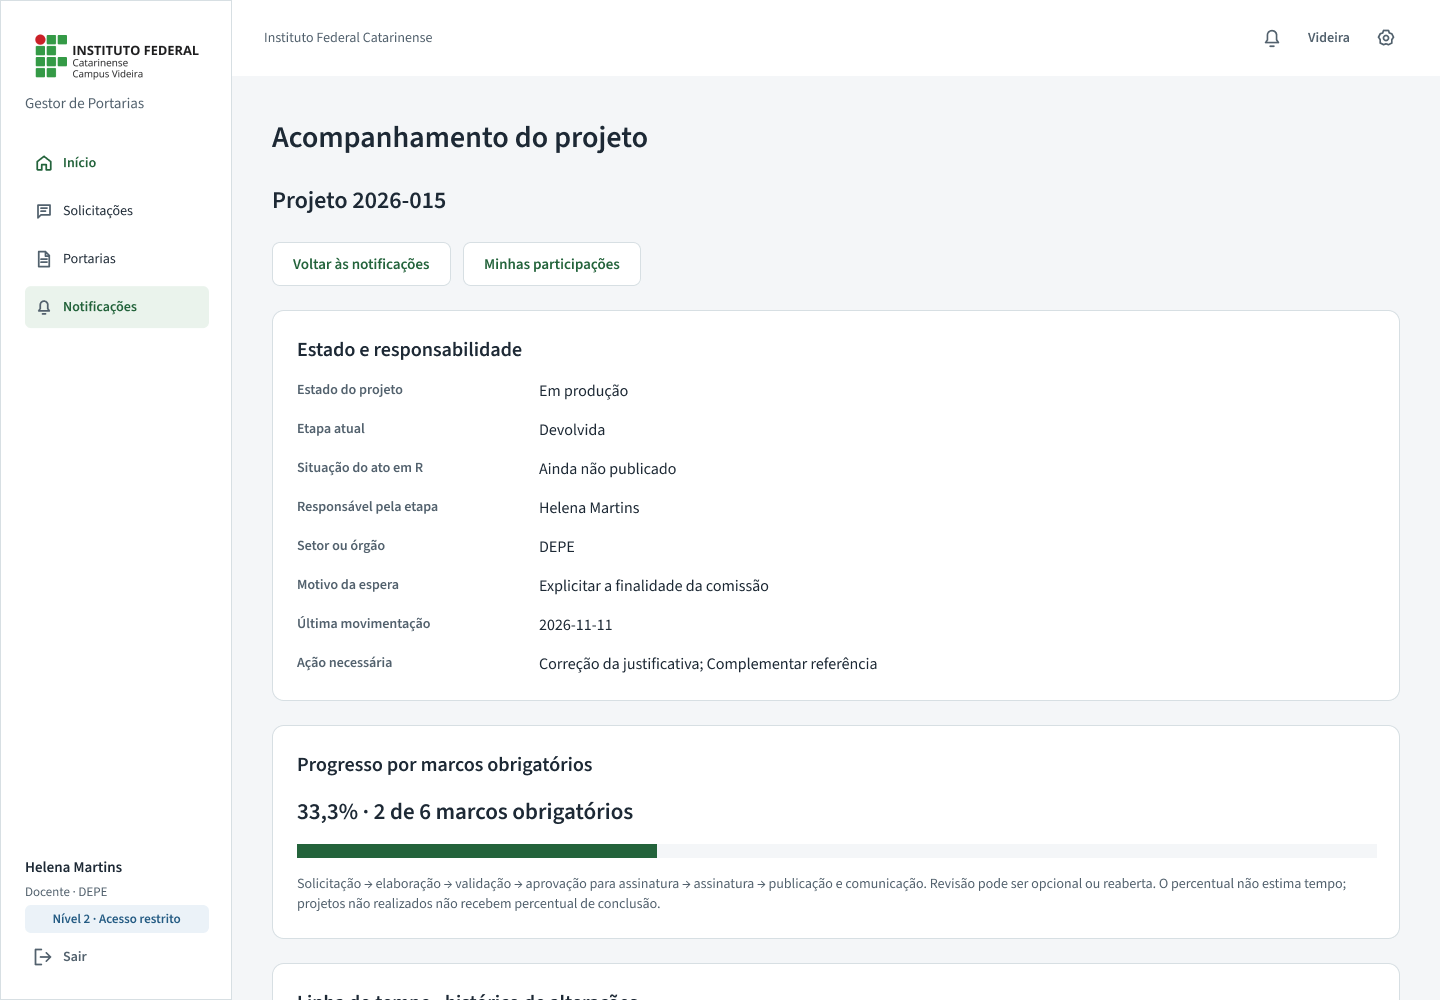 INSTITUTO FEDERAL
Catarinense
Campus Videira
Gestor de Portarias
Início
Solicitações
Portarias
Notificações
Helena Martins
Docente · DEPE
Nível 2 · Acesso restrito
Sair
Instituto Federal Catarinense
Videira
Acompanhamento do projeto
Projeto 2026-015
Voltar às notificações
Minhas participações
Estado e responsabilidade
Estado do projeto Em produção
Etapa atual Devolvida
Situação do ato em R Ainda não publicado
Responsável pela etapa Helena Martins
Setor ou órgão DEPE
Motivo da espera Explicitar a finalidade da comissão
Última movimentação 2026-11-11
Ação necessária Correção da justificativa; Complementar referência
Progresso por marcos obrigatórios
33,3% · 2 de 6 marcos obrigatórios
Solicitação → elaboração → validação → aprovação para assinatura → assinatura → publicação e comunicação. Revisão pode ser opcional ou reaberta. O percentual não estima tempo;
projetos não realizados não recebem percentual de conclusão.